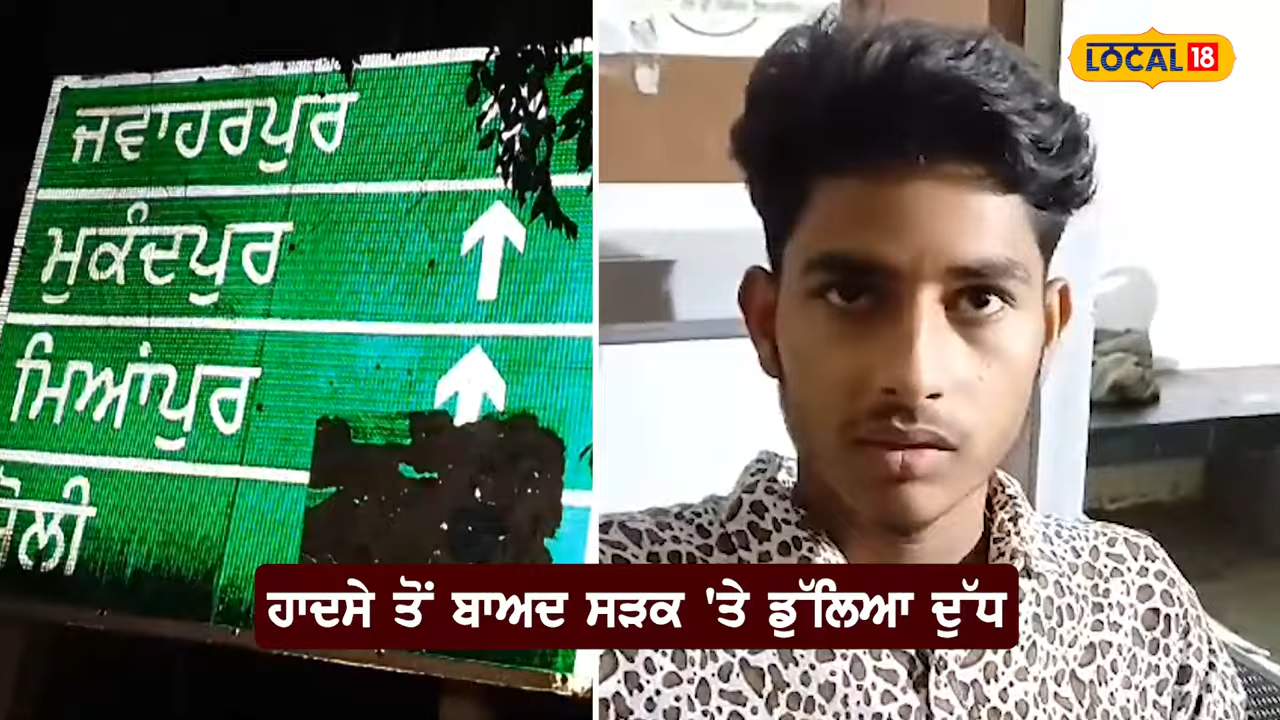 ਜਵਾਹਰਪੁਰ
ਮੁਕੰਦਪੁਰ
ਮਿਆਂਪੁਰ
LOCAL 18
ਹਾਦਸੇ ਤੋਂ ਬਾਅਦ ਸੜਕ 'ਤੇ ਡੁੱਲਿਆ ਦੁੱਧ